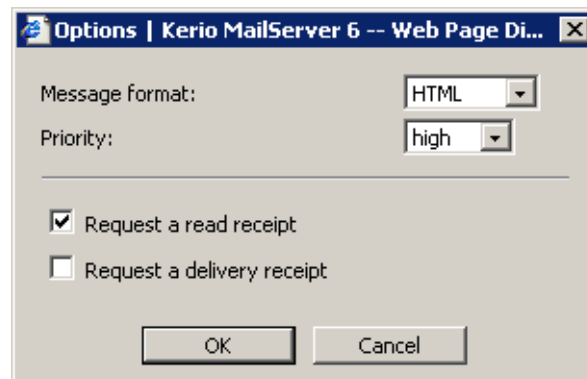 Options | Kerio MailServer 6 -- Web Page Di...
Message format: HTML
Priority: high
Request a read receipt
Request a delivery receipt
OK Cancel